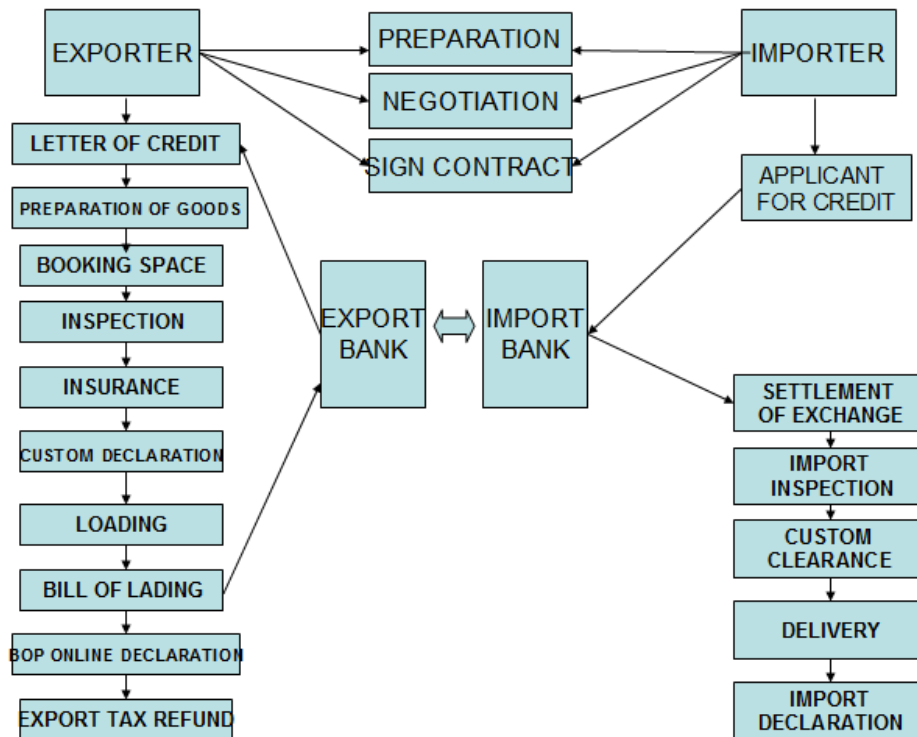 EXPORTER
PREPARATION
IMPORTER
NEGOTIATION
SIGN CONTRACT
LETTER OF CREDIT
PREPARATION OF GOODS
BOOKING SPACE
INSPECTION
INSURANCE
CUSTOM DECLARATION
LOADING
BILL OF LADING
BOP ONLINE DECLARATION
EXPORT TAX REFUND
EXPORT
BANK
IMPORT
BANK
APPLICANT
FOR CREDIT
SETTLEMENT
OF EXCHANGE
IMPORT
INSPECTION
CUSTOM
CLEARANCE
DELIVERY
IMPORT
DECLARATION